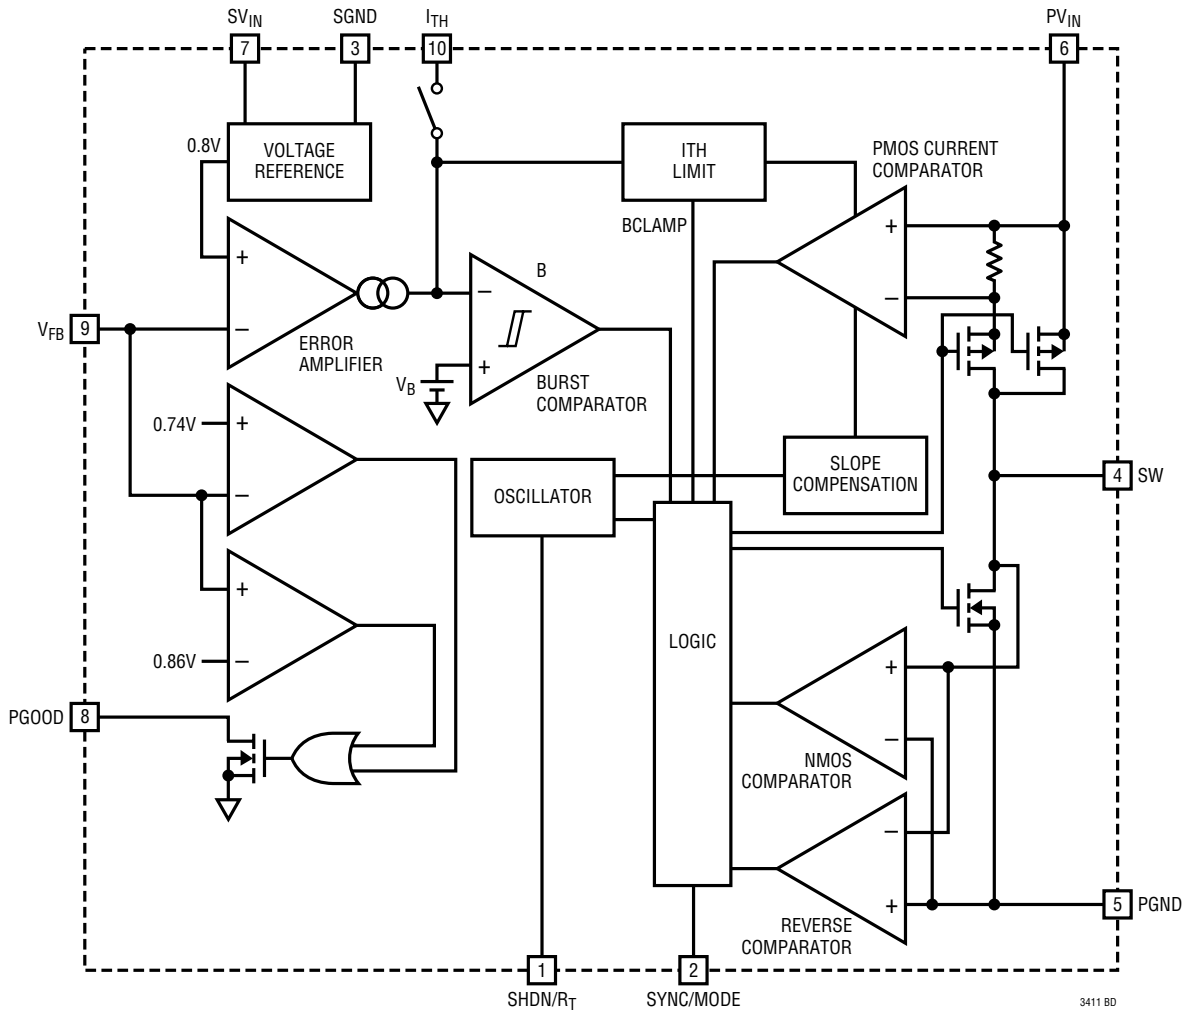 SVIN
SGND
ITH
PVIN
7
3
10
6
0.8V
VOLTAGE
REFERENCE
ITH
LIMIT
PMOS CURRENT
COMPARATOR
BCLAMP
+
–
ERROR
AMPLIFIER
B
–
+
VB
BURST
COMPARATOR
+
–
VFB
9
0.74V
+
–
OSCILLATOR
SLOPE
COMPENSATION
4
SW
+
0.86V
–
LOGIC
PGOOD
8
+
–
NMOS
COMPARATOR
–
+
REVERSE
COMPARATOR
5
PGND
1
2
SHDN/RT
SYNC/MODE
3411 BD